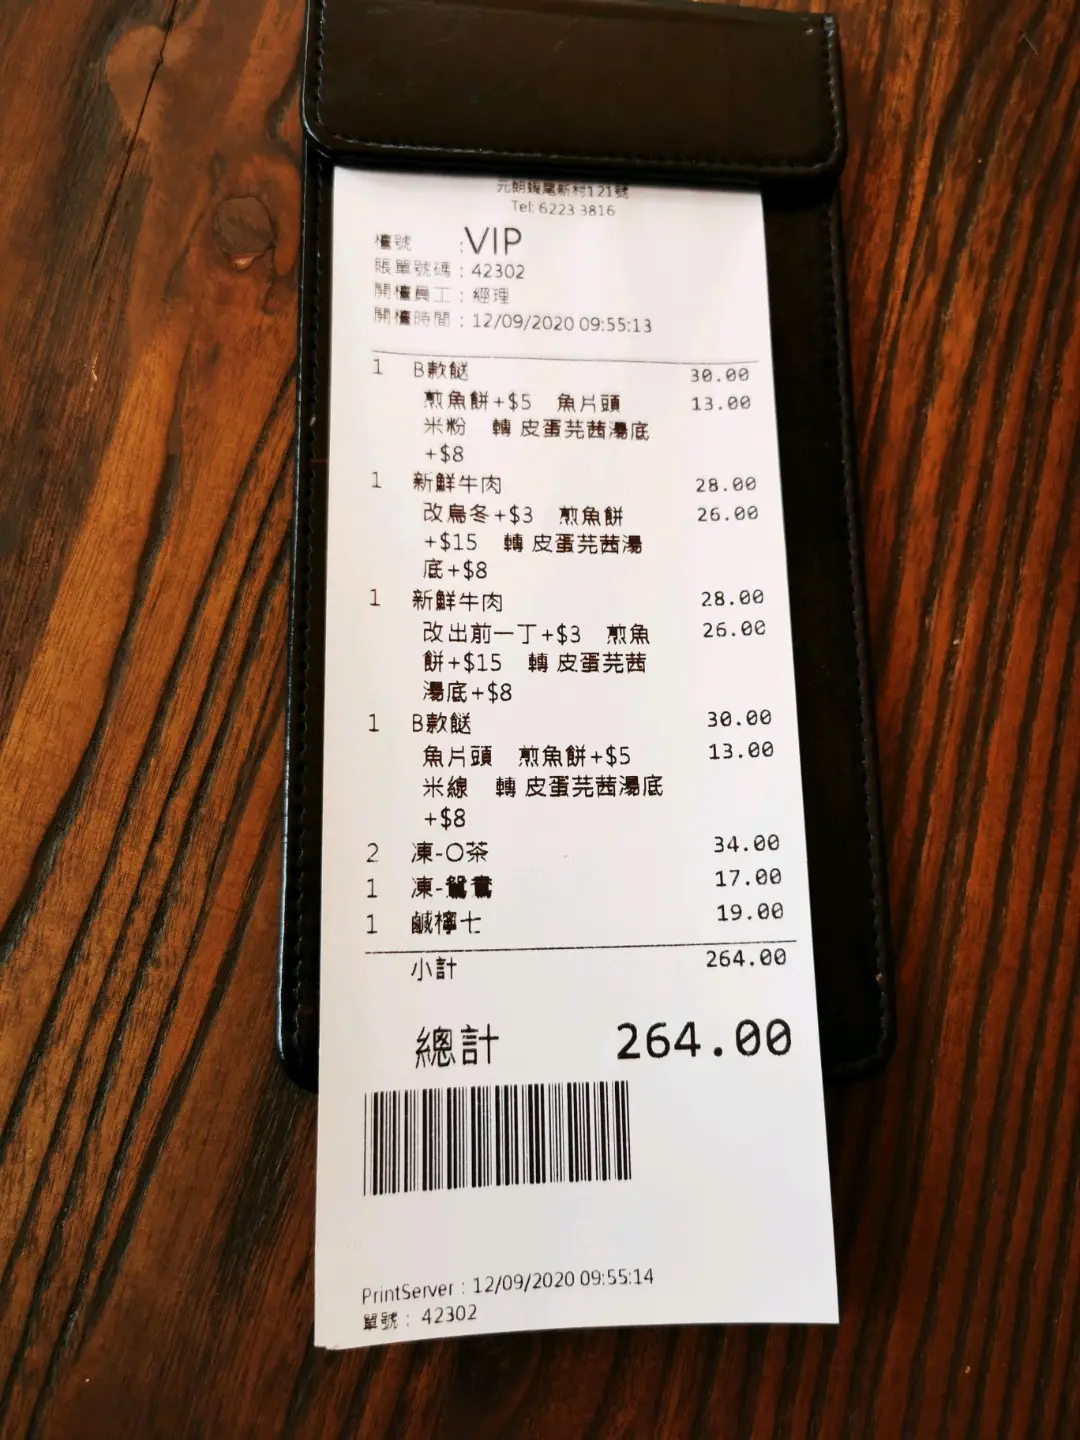 元朗蠔尾新村121號
Tel: 6223 3816
檯號 :VIP
賬單號碼 : 42302
開檯員工 : 經理
開檯時間 : 12/09/2020 09:55:13
1 B款餸 30.00
煎魚餅+$5 魚片頭 13.00
米粉 轉 皮蛋芫茜湯底
+$8
1 新鮮牛肉 28.00
改烏冬+$3 煎魚餅 26.00
+$15 轉 皮蛋芫茜湯
底+$8
1 新鮮牛肉 28.00
改出前一丁+$3 煎魚 26.00
餅+$15 轉 皮蛋芫茜
湯底+$8
1 B款餸 30.00
魚片頭 煎魚餅+$5 13.00
米線 轉 皮蛋芫茜湯底
+$8
2 凍-O茶 34.00
1 凍-鴛鴦 17.00
1 鹹檸七 19.00
小計 264.00
總計 264.00
PrintServer : 12/09/2020 09:55:14
單號 : 42302